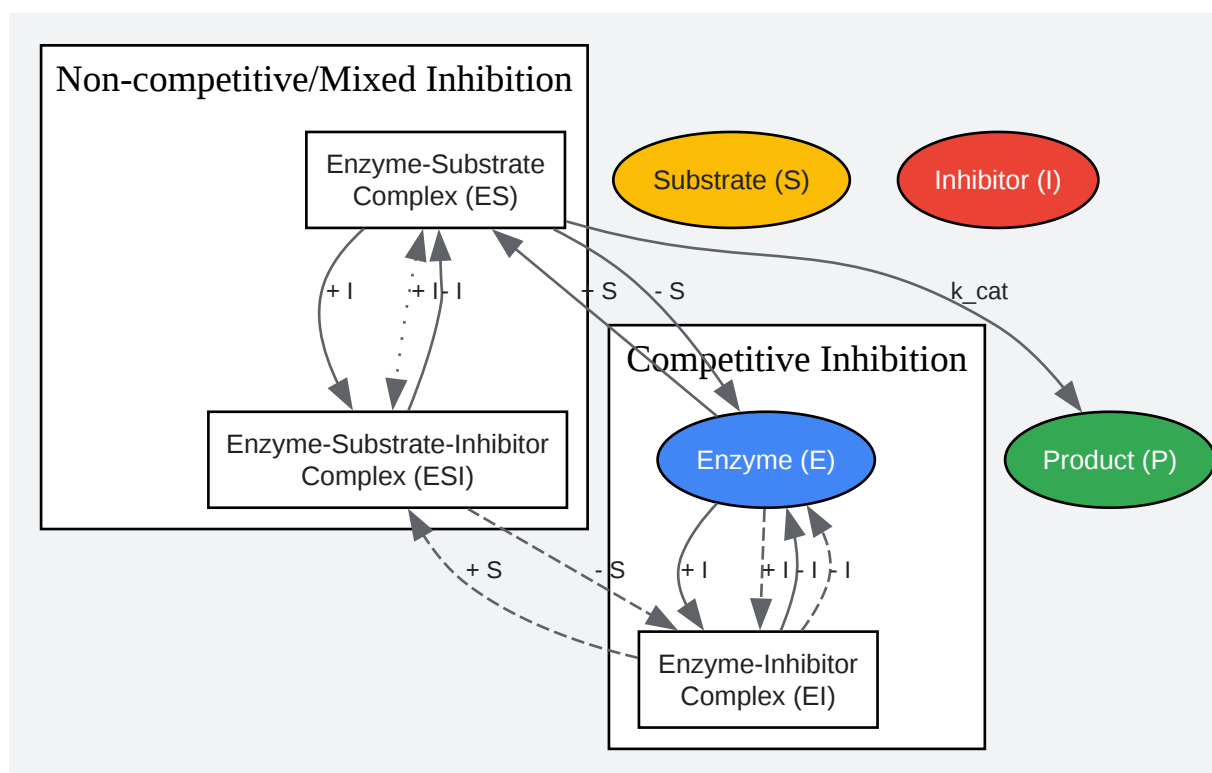 Non-competitive/Mixed Inhibition
Enzyme-Substrate
Complex (ES)
Substrate (S)
Inhibitor (I)
+ I
+ I
- I
+ S
- S
k_cat
Competitive Inhibition
Enzyme-Substrate-Inhibitor
Complex (ESI)
Enzyme (E)
Product (P)
+ S
- S
+ I
+ I
- I
- I
Enzyme-Inhibitor
Complex (EI)